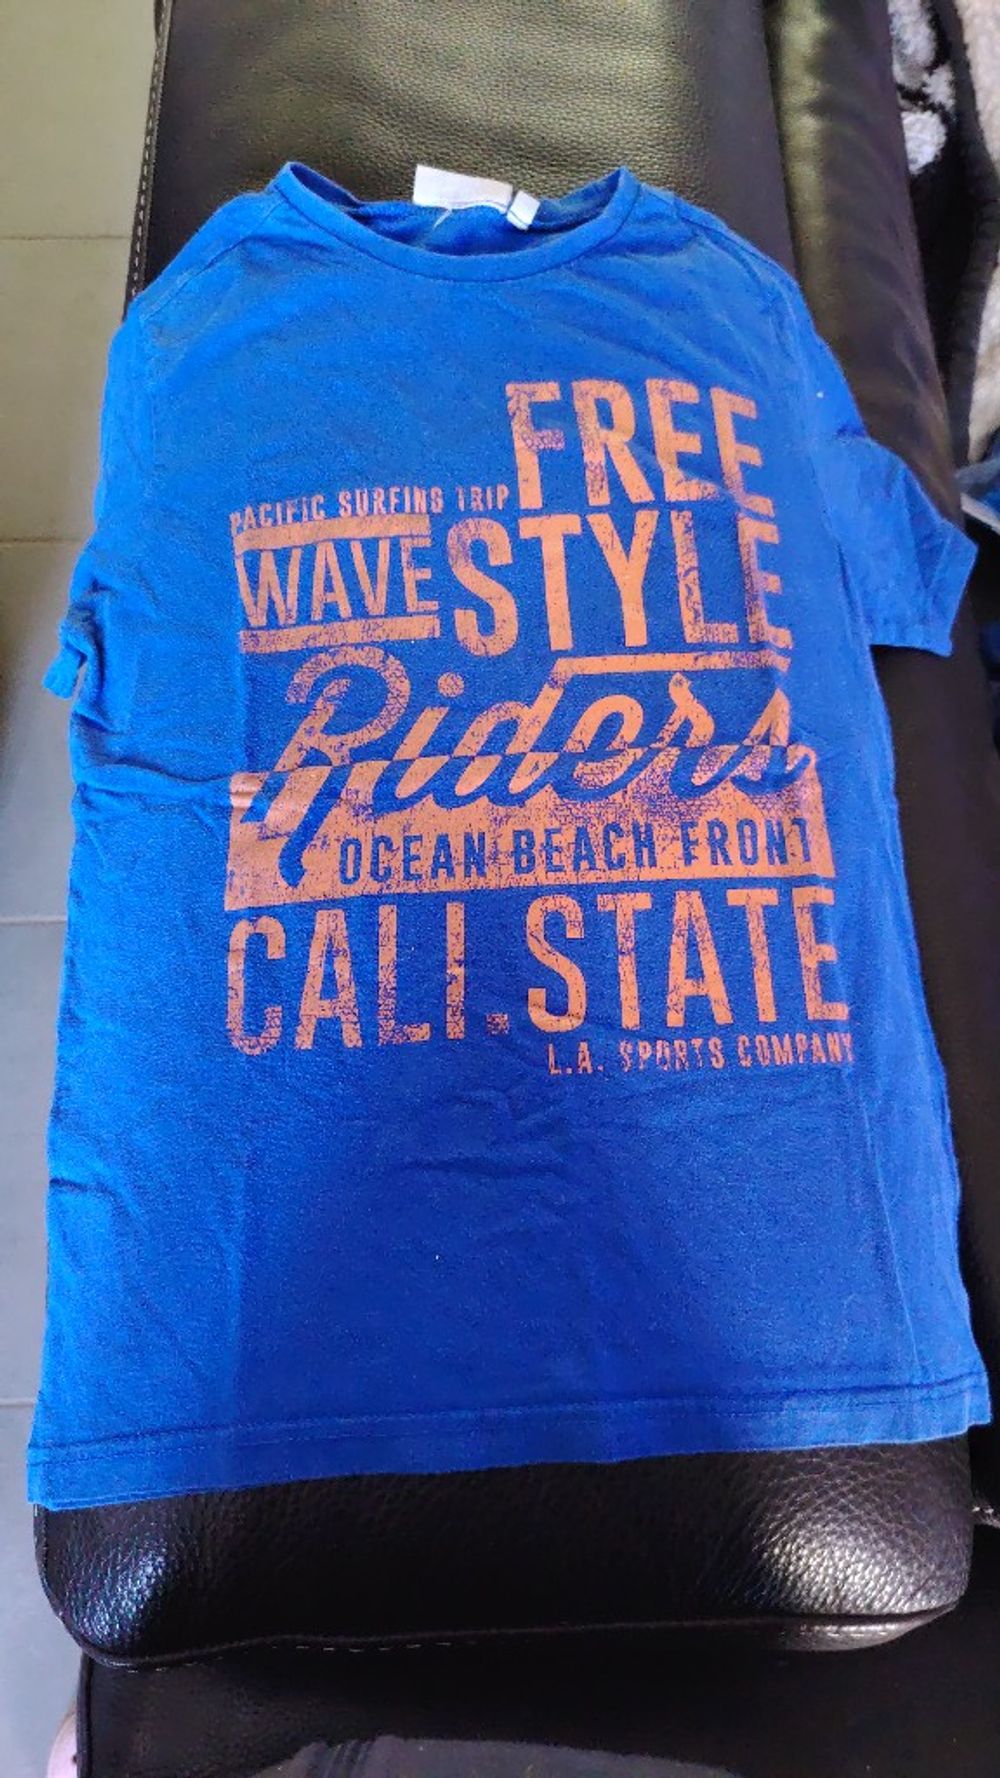 FREE
PACIFIC SURFING TRIP
WAVE STYLE
Riders
OCEAN BEACH FRONT
CALI. STATE
L.A. SPORTS COMPANY